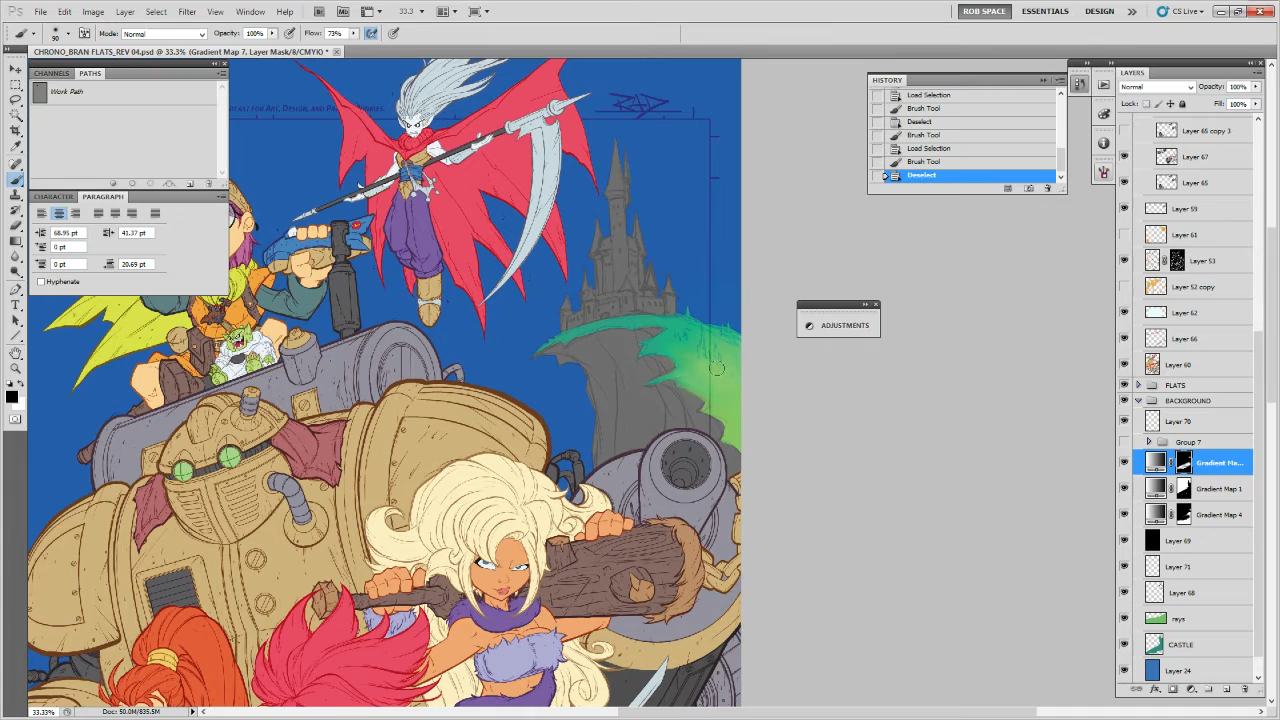 Ps File Edit Image Layer Select Filter View Window Help Br Mb 33.3 ROB SPACE ESSENTIALS DESIGN CS Live
90 Mode: Normal Opacity: 100% Flow: 73%
CHRONO_BRAN FLATS_REV 04.psd @ 33.3% (Gradient Map 7, Layer Mask/8/CMYK) *
CHANNELS PATHS
Work Path
CHARACTER PARAGRAPH
68.95 pt 41.37 pt
0 pt
0 pt 20.69 pt
Hyphenate
HISTORY
Load Selection
Brush Tool
Deselect
Brush Tool
Load Selection
Brush Tool
Deselect
ADJUSTMENTS
LAYERS
Normal Opacity: 100%
Lock: Fill: 100%
Layer 65 copy 3
Layer 67
Layer 65
Layer 59
Layer 61
Layer 53
Layer 52 copy
Layer 62
Layer 66
Layer 60
FLATS
BACKGROUND
Layer 70
Group 7
Gradient Ma...
Gradient Map 1
Gradient Map 4
Layer 69
Layer 71
Layer 68
rays
CASTLE
Layer 24
33.33% Doc: 50.0M/835.5M